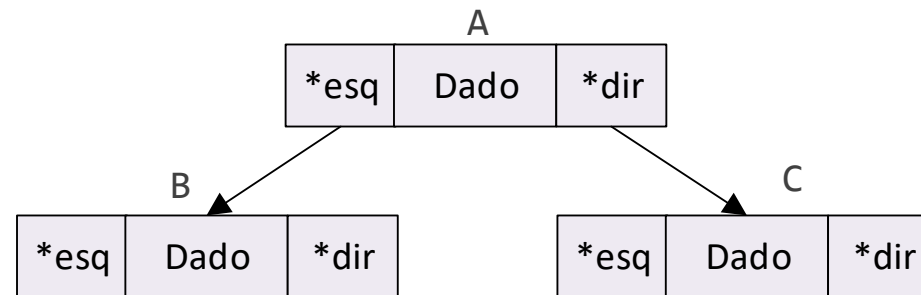 A
*esq Dado *dir
B C
*esq Dado *dir *esq Dado *dir